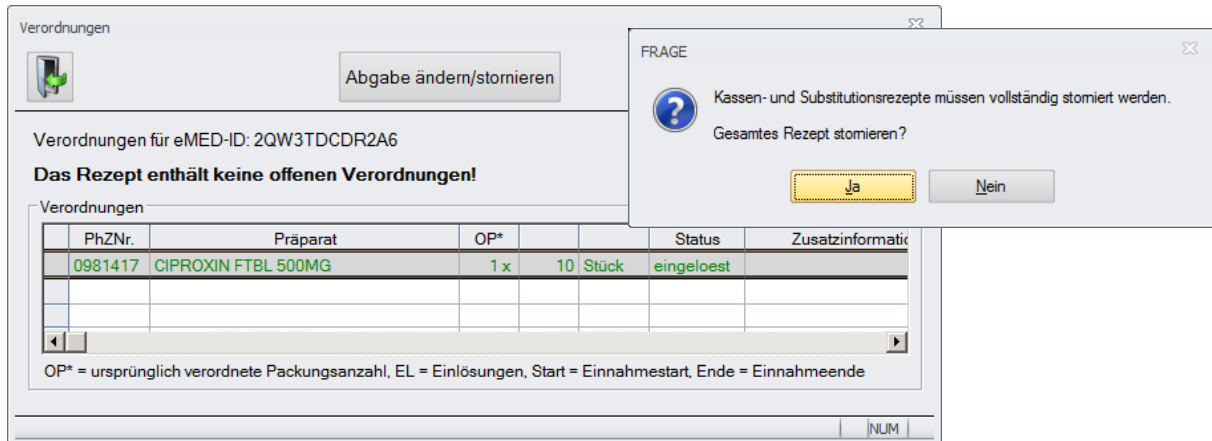 Verordnungen
Abgabe ändern/stornieren
Verordnungen für eMED-ID: 2QW3TDCDR2A6
Das Rezept enthält keine offenen Verordnungen!
Verordnungen
PhZNr. Präparat OP* Status Zusatzinformatic
0981417 CIPROXIN FTBL 500MG 1 x 10 Stück eingeloest
OP* = ursprünglich verordnete Packungsanzahl, EL = Einlösungen, Start = Einnahmestart, Ende = Einnahmeende
NUM
FRAGE
Kassen- und Substitutionsrezepte müssen vollständig storniert werden.
Gesamtes Rezept stornieren?
Ja
Nein